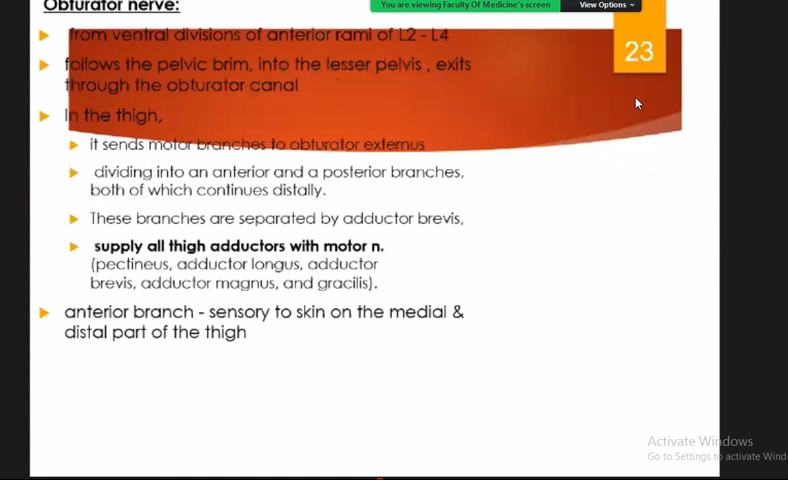 Obturator nerve:
You are viewing Faculty Of Medicine's screen
View Options
23
from ventral divisions of anterior rami of L2 - L4
follows the pelvic brim, into the lesser pelvis , exits
through the obturator canal
In the thigh,
it sends motor branches to obturator externus
dividing into an anterior and a posterior branches,
both of which continues distally.
These branches are separated by adductor brevis,
supply all thigh adductors with motor n.
(pectineus, adductor longus, adductor
brevis, adductor magnus, and gracilis).
anterior branch - sensory to skin on the medial &
distal part of the thigh
Activate Windows
Go to Settings to activate Wind